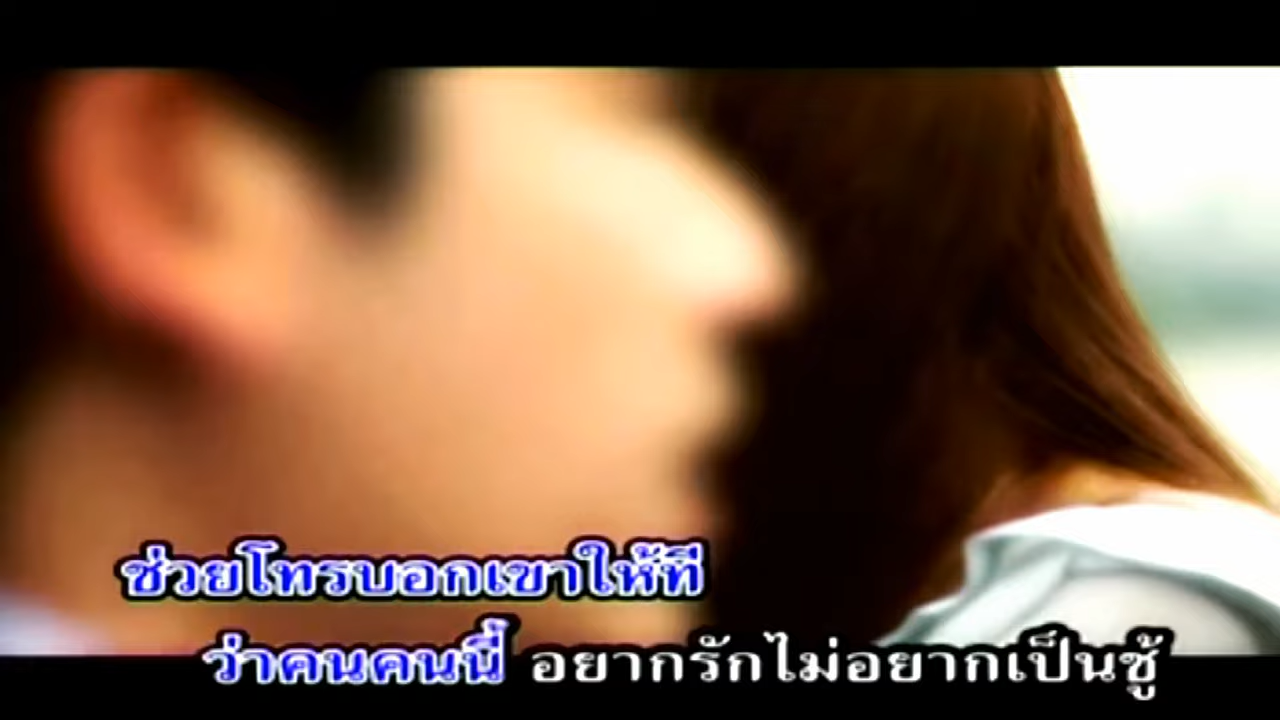 ช่วยโทรบอกเขาให้ที
ว่าคนคนนี้ อยากรักไม่อยากเป็นชู้